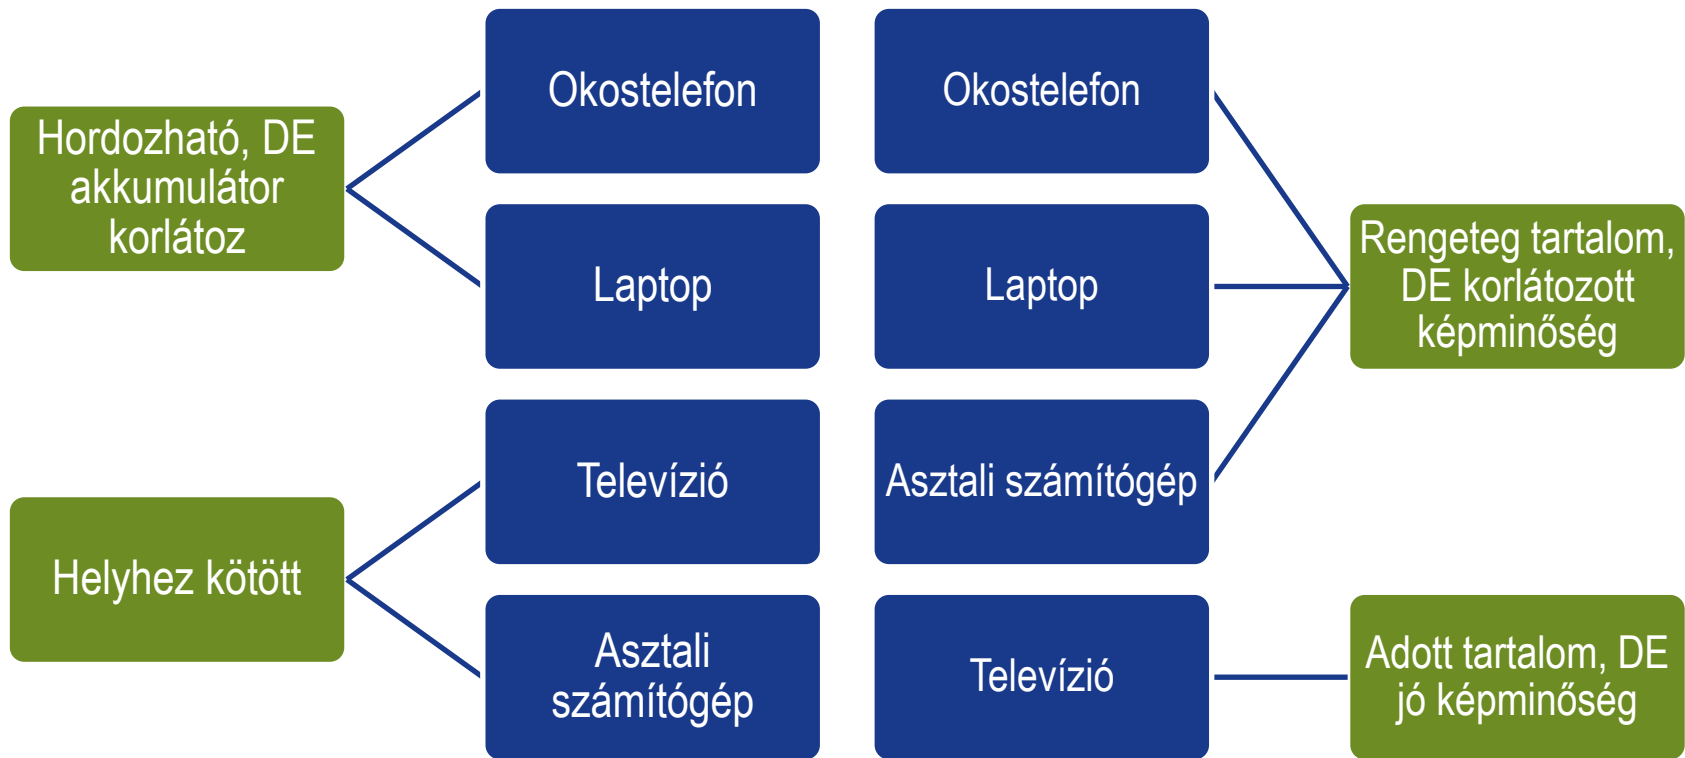 Hordozható, DE
akkumulátor
korlátoz
Okostelefon
Laptop
Helyhez kötött
Televízió
Asztali
számítógép
Okostelefon
Laptop
Asztali számítógép
Rengeteg tartalom,
DE korlátozott
képminőség
Televízió
Adott tartalom, DE
jó képminőség